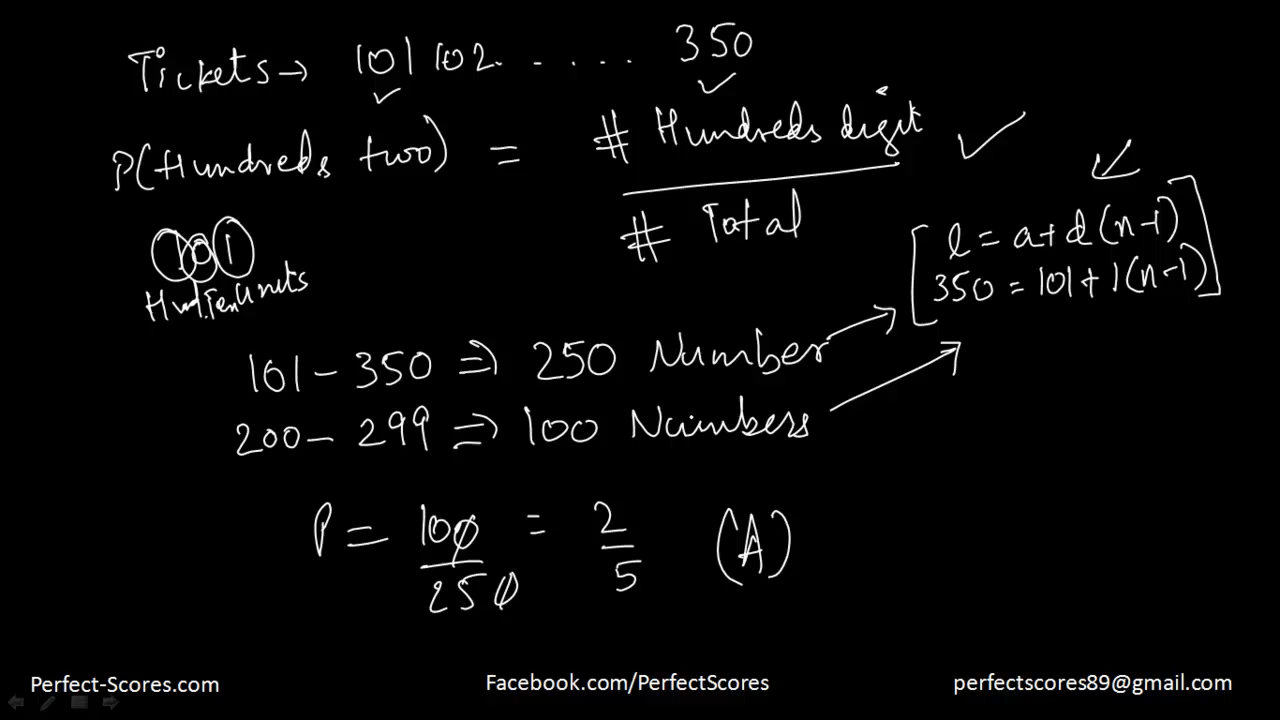 Tickets → 101 102. . . . . . 350
P(Hundreds two) = # Hundreds digit
# Total
101
Hund. Ten Units
l = a + d(n-1)
350 = 101 + 1(n-1)
101 - 350 ⇒ 250 Number
200 - 299 ⇒ 100 Numbers
P = 100/250 = 2/5 (A)
Perfect-Scores.com Facebook.com/PerfectScores perfectscores89@gmail.com